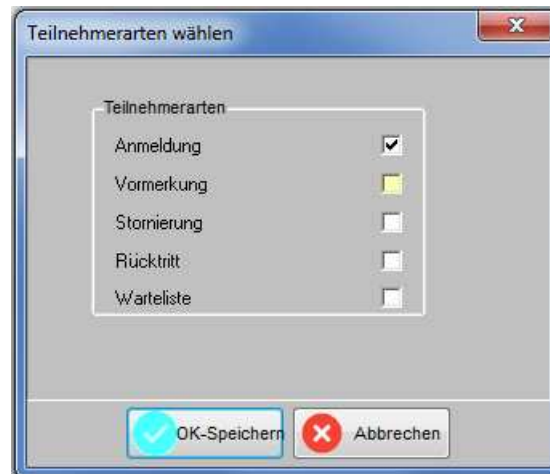 Teilnehmerarten wählen
Teilnehmerarten
Anmeldung
Vormerkung
Stornierung
Rücktritt
Warteliste
OK-Speichern
Abbrechen